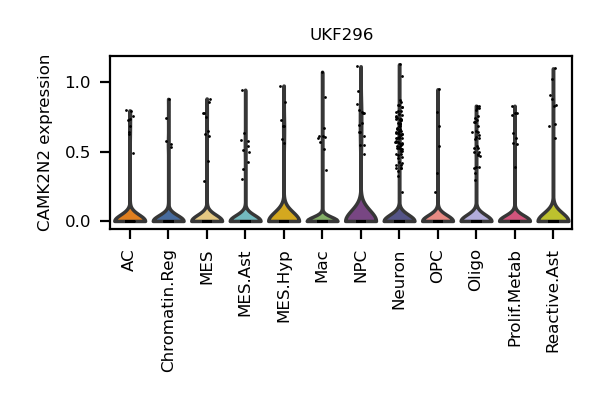 UKF296
CAMK2N2 expression
1.0
0.5
0.0
AC
Chromatin.Reg
MES
MES.Ast
MES.Hyp
Mac
NPC
Neuron
OPC
Oligo
Prolif.Metab
Reactive.Ast